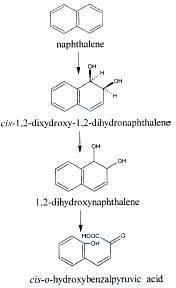 naphthalene
OH
H
OH
H
cis-1,2-dixydroxy-1,2-dihydronaphthalene
OH
OH
1,2-dihydroxynaphthalene
HOOC
O
OH
cis-o-hydroxybenzalpyruvic acid